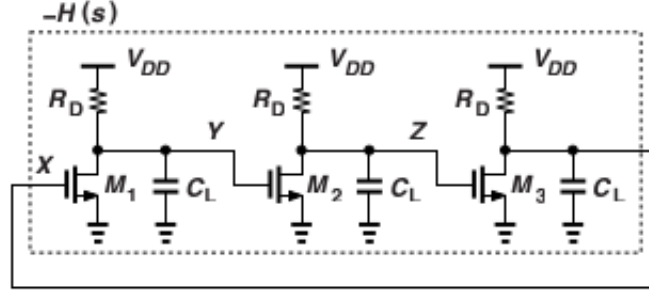 −H(s)
V_DD V_DD V_DD
R_D R_D R_D
Y Z
X M_1 C_L M_2 C_L M_3 C_L